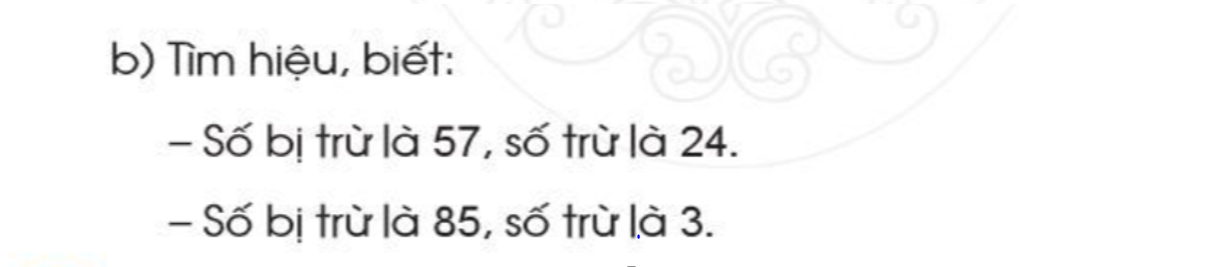 b) Tìm hiệu, biết:
– Số bị trừ là 57, số trừ là 24.
– Số bị trừ là 85, số trừ là 3.